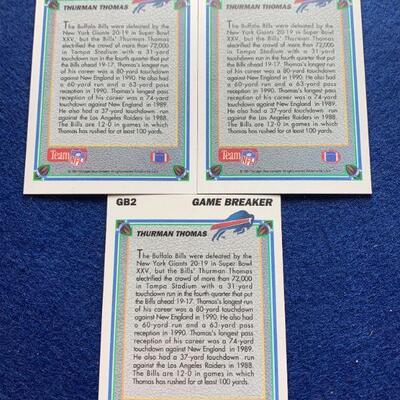 THURMAN THOMAS
The Buffalo Bills were defeated by the
New York Giants 20-19 in Super Bowl
XXV, but the Bills' Thurman Thomas
electrified the crowd of more than 72,000
in Tampa Stadium with a 31-yard
touchdown run in the fourth quarter that
put the Bills ahead 19-17. Thomas's longest
run of his career was an 80-yard touchdown
against New England in 1990. He also had
a 60-yard run and a 63-yard pass
reception in 1990. Thomas's longest run of
his career was a 74-yard
touchdown against New England in 1989.
He also had a 37-yard touchdown run
against the Los Angeles Raiders in 1988.
The Bills are 12-0 in games in which
Thomas has rushed for at least 100 yards.
Team NFL
THURMAN THOMAS
The Buffalo Bills were defeated by the
New York Giants 20-19 in Super Bowl
XXV, but the Bills' Thurman Thomas
electrified the crowd of more than 72,000
in Tampa Stadium with a 31-yard
touchdown run in the fourth quarter that
put the Bills ahead 19-17. Thomas's longest
run of his career was an 80-yard touchdown
against New England in 1990. He also had
a 60-yard run and a 63-yard pass
reception in 1990.
touchdown against New England in 1989.
He also had a 37-yard touchdown run
against the Los Angeles Raiders in 1988.
The Bills are 12-0 in games in which
Thomas has rushed for at least 100 yards.
Team NFL
GB2 GAME BREAKER
THURMAN THOMAS
The Buffalo Bills were defeated by the
New York Giants 20-19 in Super Bowl
XXV, but the Bills' Thurman Thomas
electrified the crowd of more than 72,000
in Tampa Stadium with a 31-yard
touchdown run in the fourth quarter that
put the Bills ahead 19-17. Thomas's longest
run of his career was a 80-yard touchdown
against New England in 1990. He also had
a 60-yard run and a 63-yard pass
reception in 1990. Thomas's longest run of
his career was a 74-yard touchdown
against New England in 1989.
He also had a 37-yard touchdown run
against the Los Angeles Raiders in 1988.
The Bills are 12-0 in games in which
Thomas has rushed for at least 100 yards.